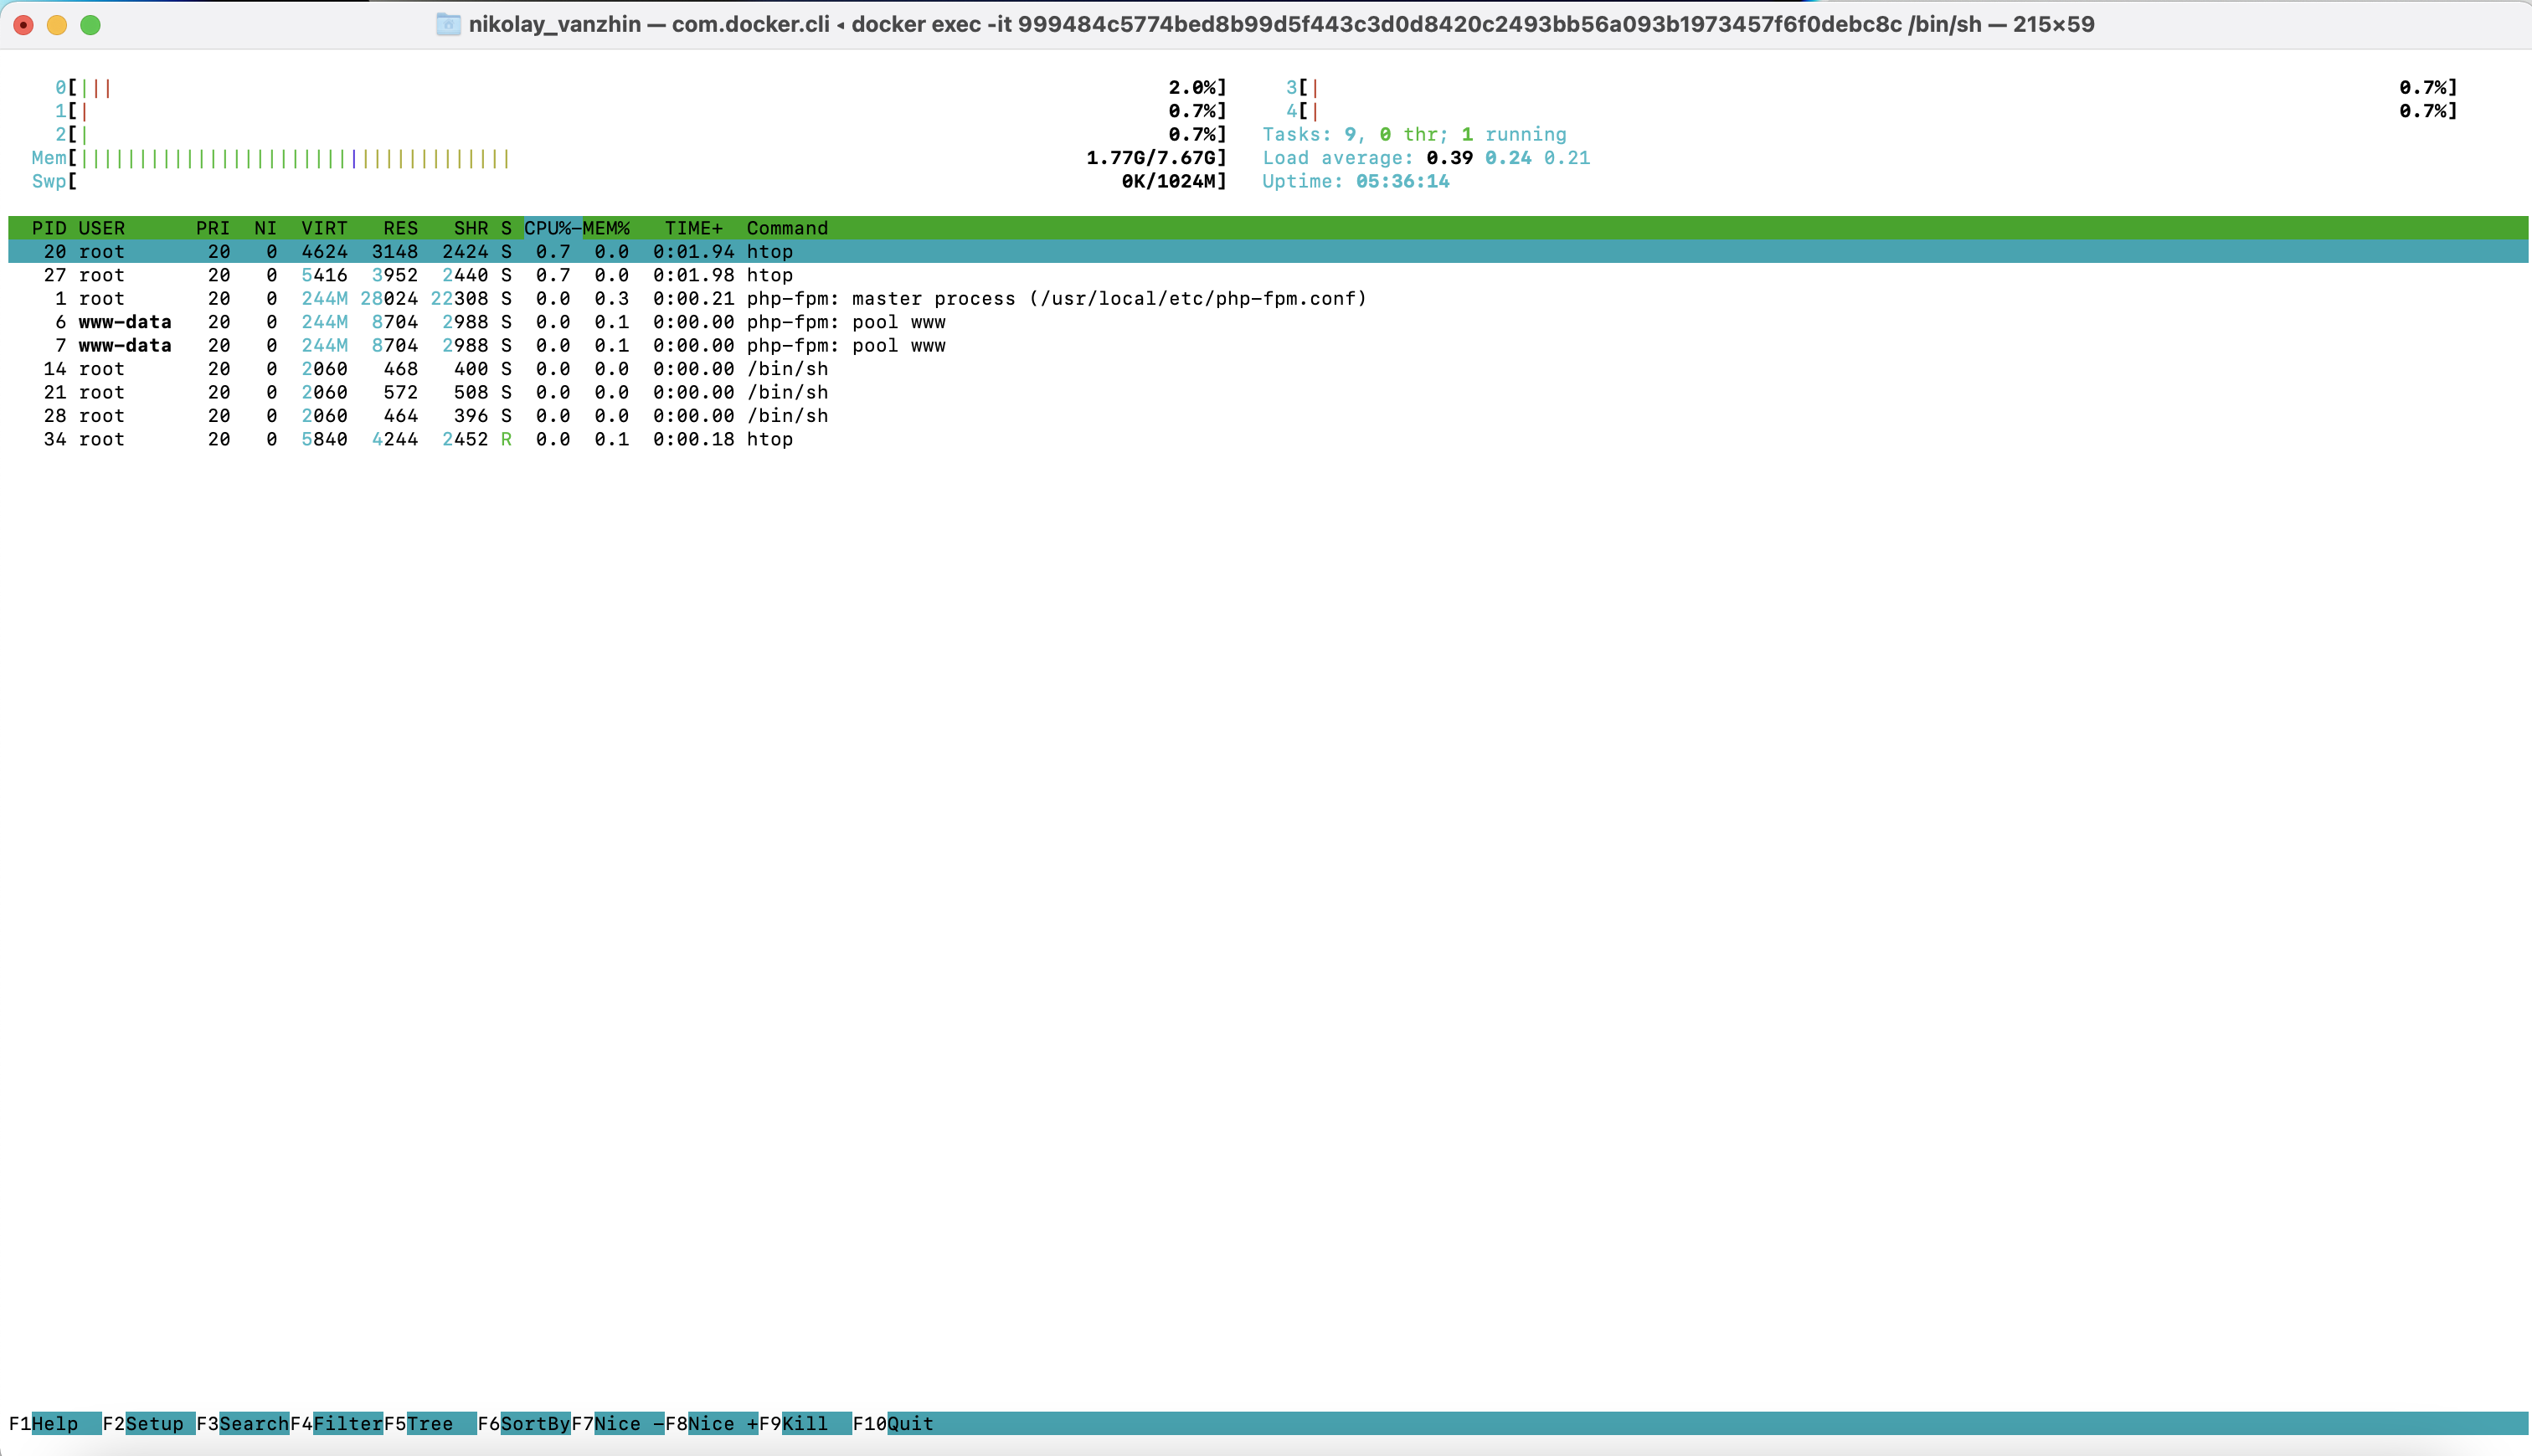 nikolay_vanzhin — com.docker.cli ◂ docker exec -it 999484c5774bed8b99d5f443c3d0d8420c2493bb56a093b1973457f6f0debc8c /bin/sh — 215×59
0[||| 2.0%] 3[| 0.7%]
1[| 0.7%] 4[| 0.7%]
2[| 0.7%] Tasks: 9, 0 thr; 1 running
Mem[||||||||||||||||||||||||||||||||||||| 1.77G/7.67G] Load average: 0.39 0.24 0.21
Swp[ 0K/1024M] Uptime: 05:36:14
PID USER PRI NI VIRT RES SHR S CPU%-MEM% TIME+ Command
20 root 20 0 4624 3148 2424 S 0.7 0.0 0:01.94 htop
27 root 20 0 5416 3952 2440 S 0.7 0.0 0:01.98 htop
1 root 20 0 244M 28024 22308 S 0.0 0.3 0:00.21 php-fpm: master process (/usr/local/etc/php-fpm.conf)
6 www-data 20 0 244M 8704 2988 S 0.0 0.1 0:00.00 php-fpm: pool www
7 www-data 20 0 244M 8704 2988 S 0.0 0.1 0:00.00 php-fpm: pool www
14 root 20 0 2060 468 400 S 0.0 0.0 0:00.00 /bin/sh
21 root 20 0 2060 572 508 S 0.0 0.0 0:00.00 /bin/sh
28 root 20 0 2060 464 396 S 0.0 0.0 0:00.00 /bin/sh
34 root 20 0 5840 4244 2452 R 0.0 0.1 0:00.18 htop
F1Help F2Setup F3SearchF4FilterF5Tree F6SortByF7Nice -F8Nice +F9Kill F10Quit